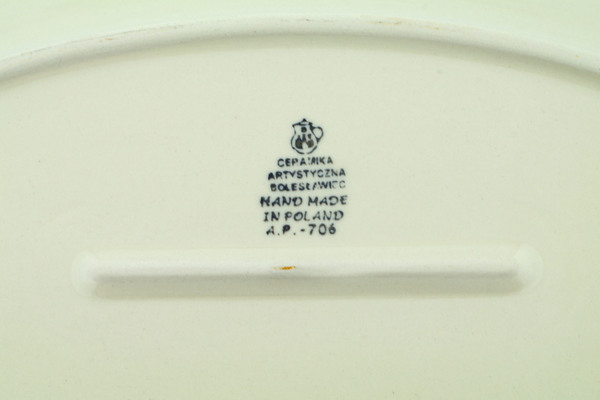 CERAMIKA
ARTYSTYCZNA
BOLESŁAWIEC
HAND MADE
IN POLAND
A.P.-706